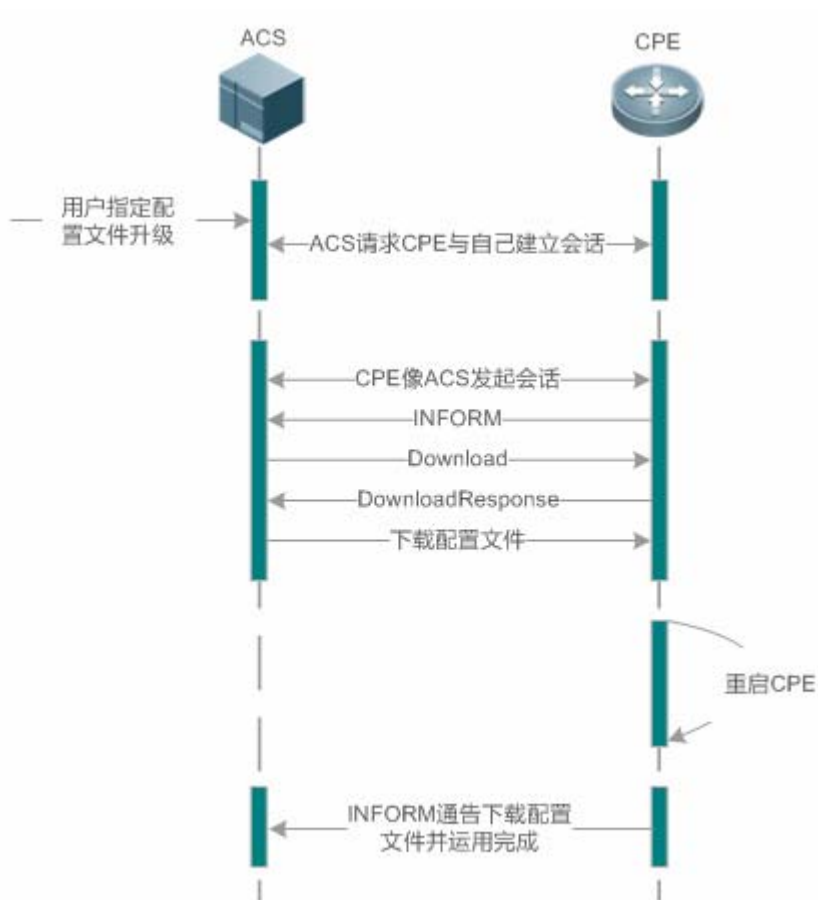 ACS
CPE
用户指定配
置文件升级
ACS请求CPE与自己建立会话
CPE像ACS发起会话
INFORM
Download
DownloadResponse
下载配置文件
重启CPE
INFORM通告下载配置
文件并运用完成